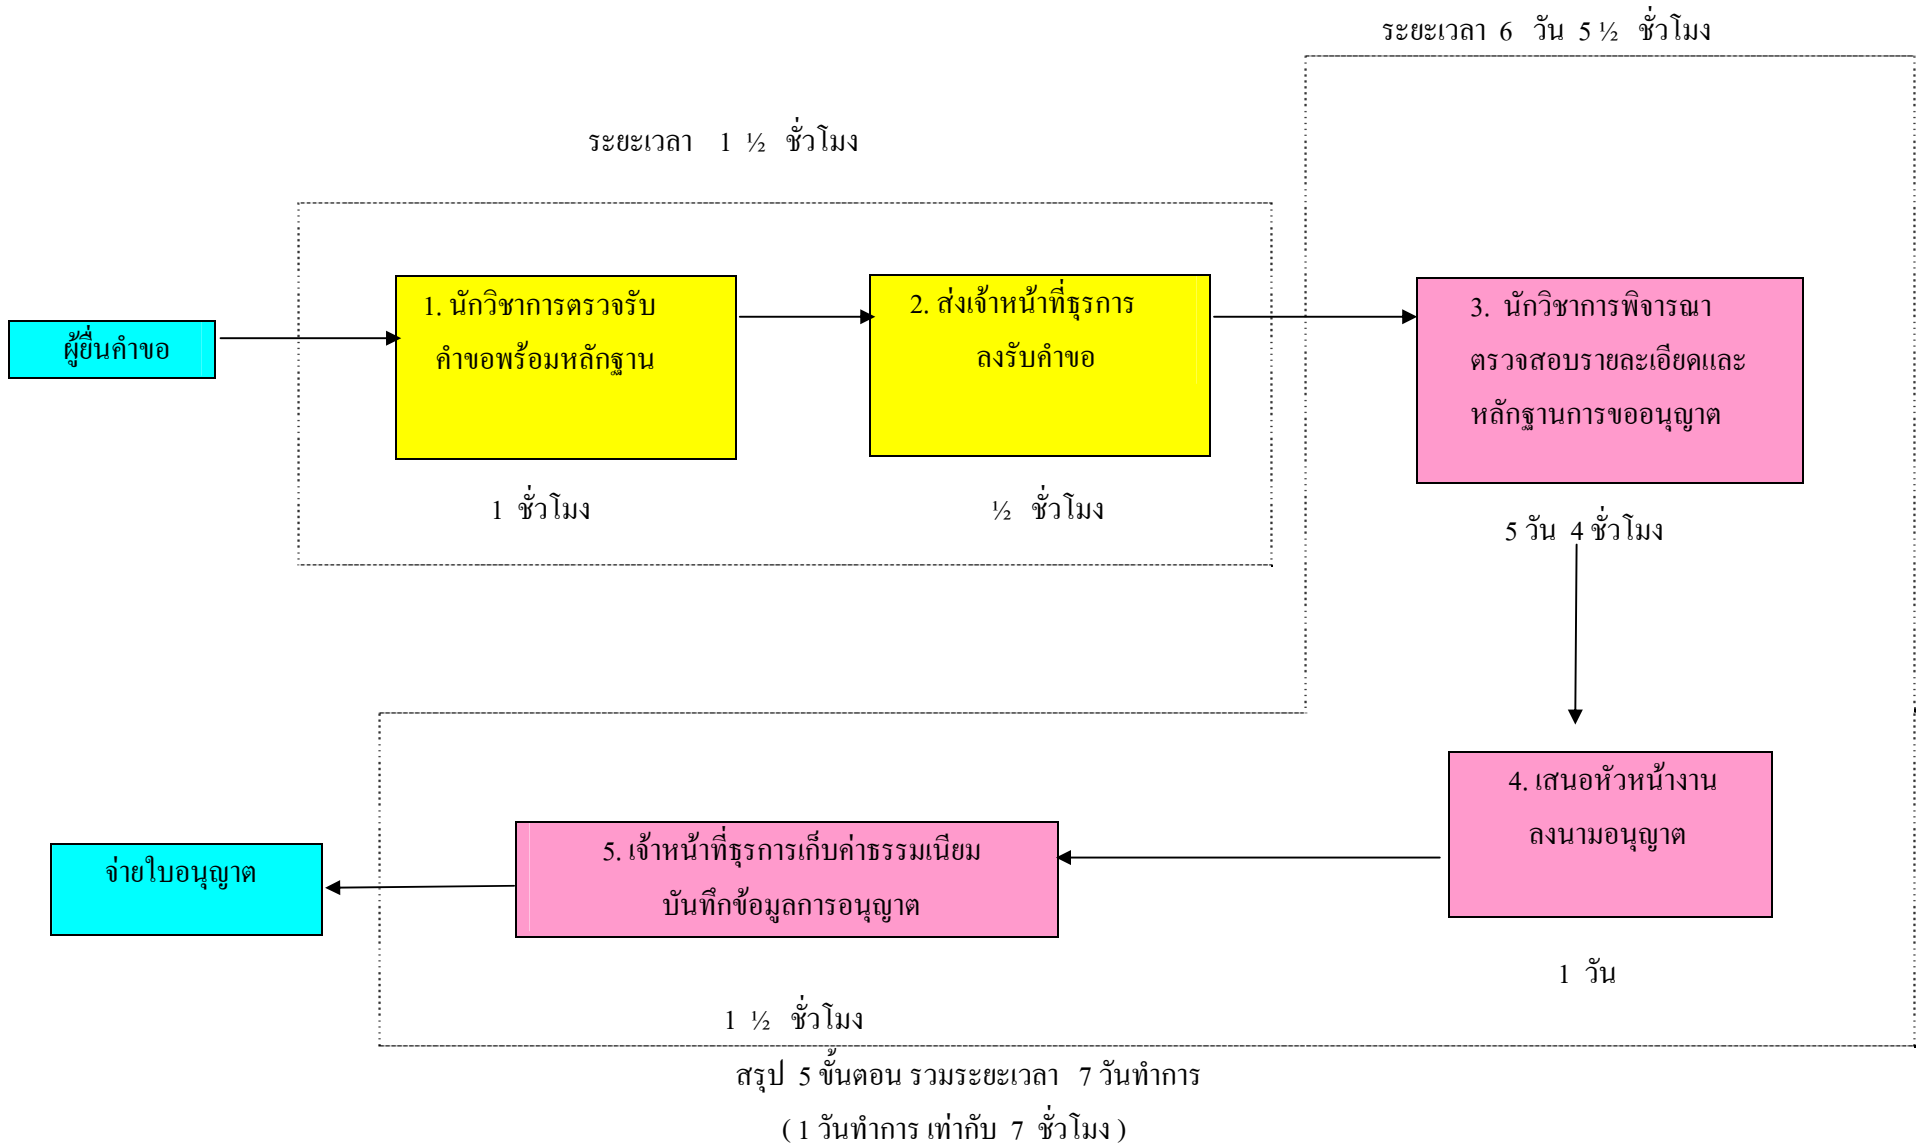 ระยะเวลา 6 วัน 5 ½ ชั่วโมง
ระยะเวลา 1 ½ ชั่วโมง
ผู้ยื่นคำขอ
1. นักวิชาการตรวจรับ
คำขอพร้อมหลักฐาน
1 ชั่วโมง
2. ส่งเจ้าหน้าที่ธุรการ
ลงรับคำขอ
½ ชั่วโมง
3. นักวิชาการพิจารณา
ตรวจสอบรายละเอียดและ
หลักฐานการขออนุญาต
5 วัน 4 ชั่วโมง
4. เสนอหัวหน้างาน
ลงนามอนุญาต
1 วัน
5. เจ้าหน้าที่ธุรการเก็บค่าธรรมเนียม
บันทึกข้อมูลการอนุญาต
1 ½ ชั่วโมง
จ่ายใบอนุญาต
สรุป 5 ขั้นตอน รวมระยะเวลา 7 วันทำการ
( 1 วันทำการ เท่ากับ 7 ชั่วโมง )